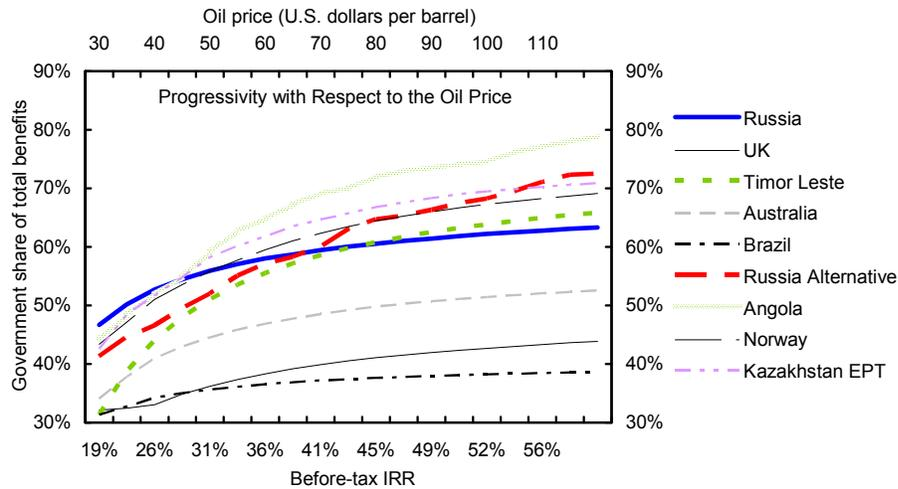 Oil price (U.S. dollars per barrel)
30 40 50 60 70 80 90 100 110
90% 90%
Progressivity with Respect to the Oil Price
80% 80%
70% 70%
60% 60%
50% 50%
40% 40%
30% 30%
Government share of total benefits
19% 26% 31% 36% 41% 45% 49% 52% 56%
Before-tax IRR
Russia
UK
Timor Leste
Australia
Brazil
Russia Alternative
Angola
Norway
Kazakhstan EPT